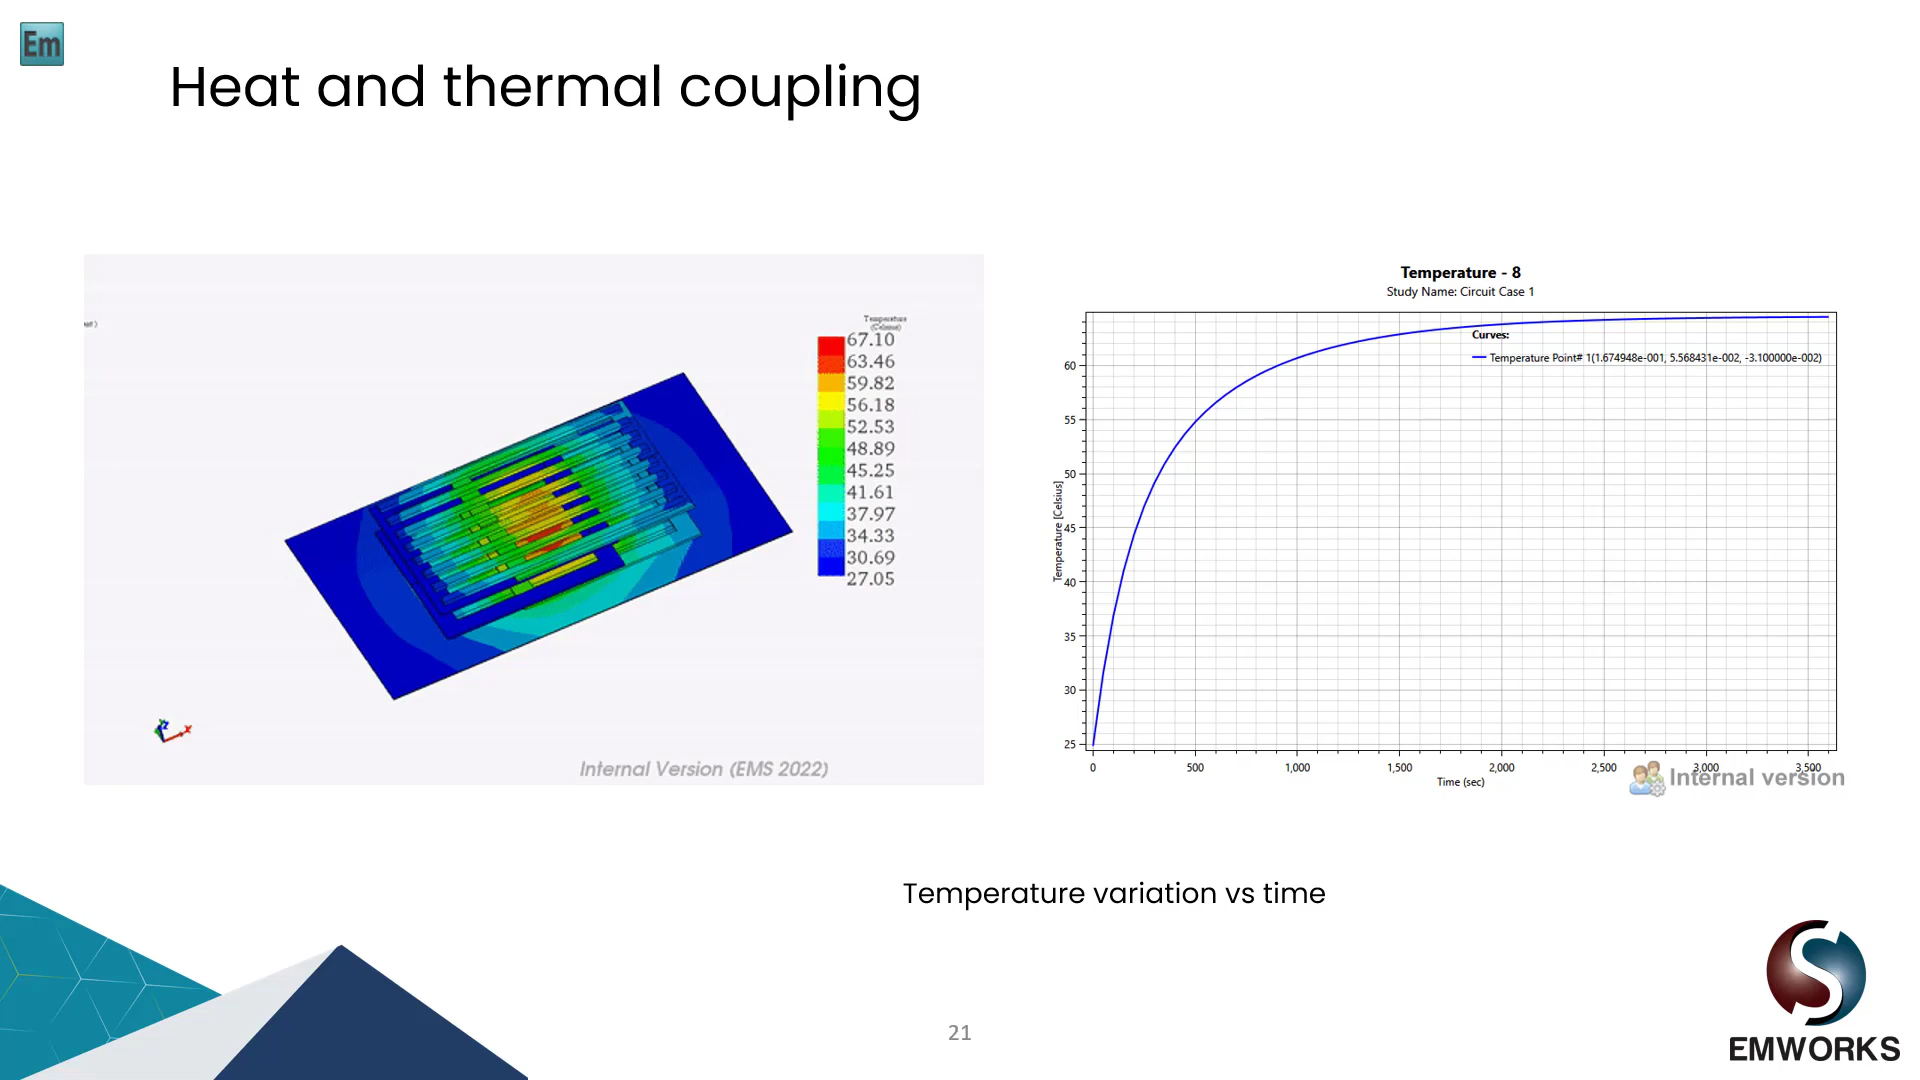 Em
Heat and thermal coupling
Temperature
(Celsius)
67.10
63.46
59.82
56.18
52.53
48.89
45.25
41.61
37.97
34.33
30.69
27.05
Z
X
Internal Version (EMS 2022)
Temperature - 8
Study Name: Circuit Case 1
Curves:
Temperature Point# 1(1.674948e-001, 5.568431e-002, -3.100000e-002)
Temperature [Celsius]
60
55
50
45
40
35
30
25
0 500 1,000 1,500 2,000 2,500 3,000 3,500
Time (sec)
Internal version
Temperature variation vs time
21
EMWORKS